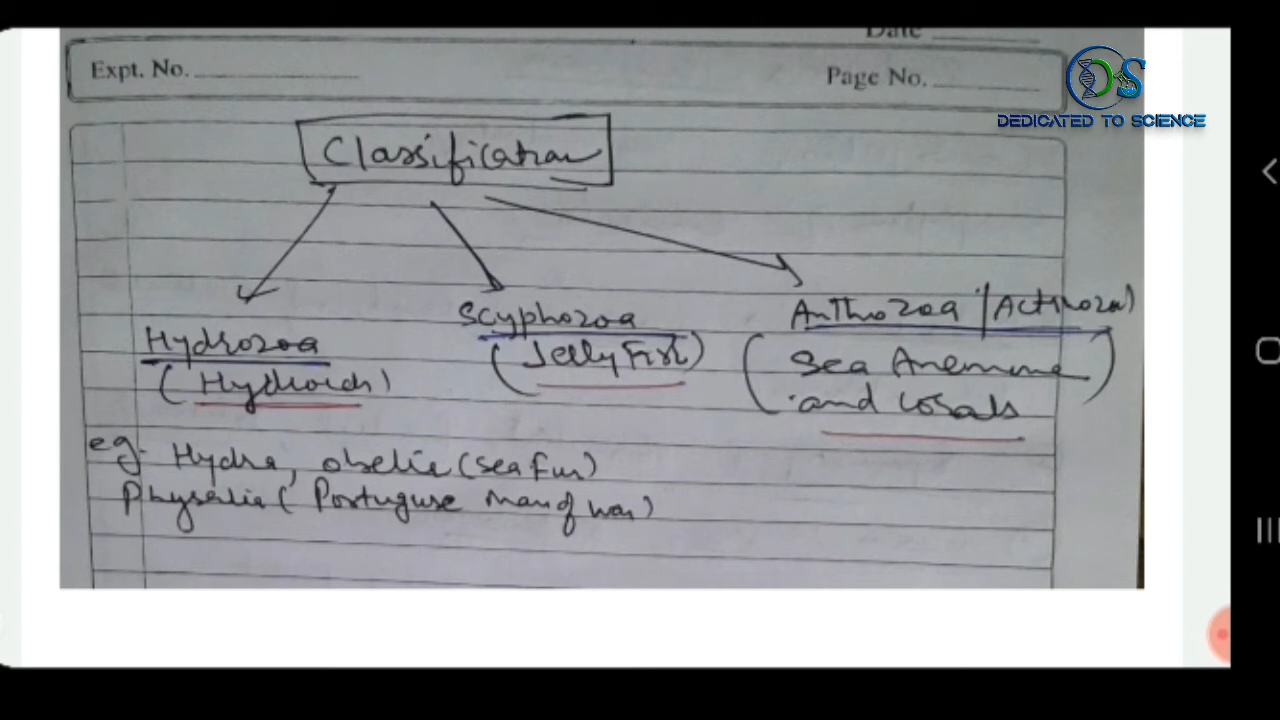 Date
Expt. No.
Page No.
DS
DEDICATED TO SCIENCE
Classification
Hydrozoa
(Hydroids)
Scyphozoa
(Jelly Fish)
Anthozoa / Actinozoa)
(Sea Anemone
and Corals)
eg. Hydra, obelia (sea Fur)
Physalia (Portuguse man of war)